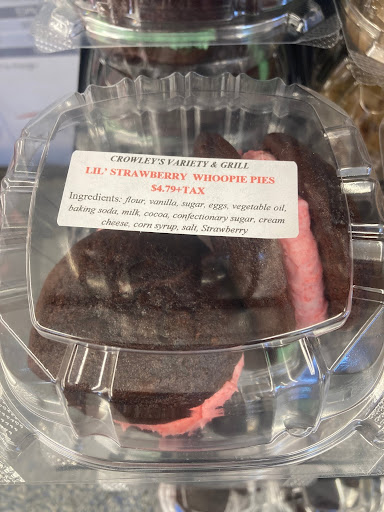 CROWLEY'S VARIETY & GRILL
LIL' STRAWBERRY WHOOPIE PIES
$4.79+TAX
Ingredients: flour, vanilla, sugar, eggs, vegetable oil,
baking soda, milk, cocoa, confectionary sugar, cream
cheese, corn syrup, salt, Strawberry